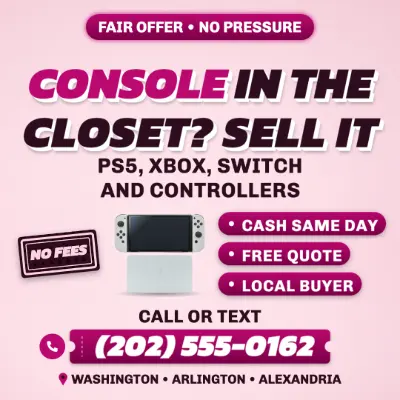 FAIR OFFER • NO PRESSURE
CONSOLE IN THE
CLOSET? SELL IT
PS5, XBOX, SWITCH
AND CONTROLLERS
NO FEES
• CASH SAME DAY
• FREE QUOTE
• LOCAL BUYER
CALL OR TEXT
(202) 555-0162
WASHINGTON • ARLINGTON • ALEXANDRIA